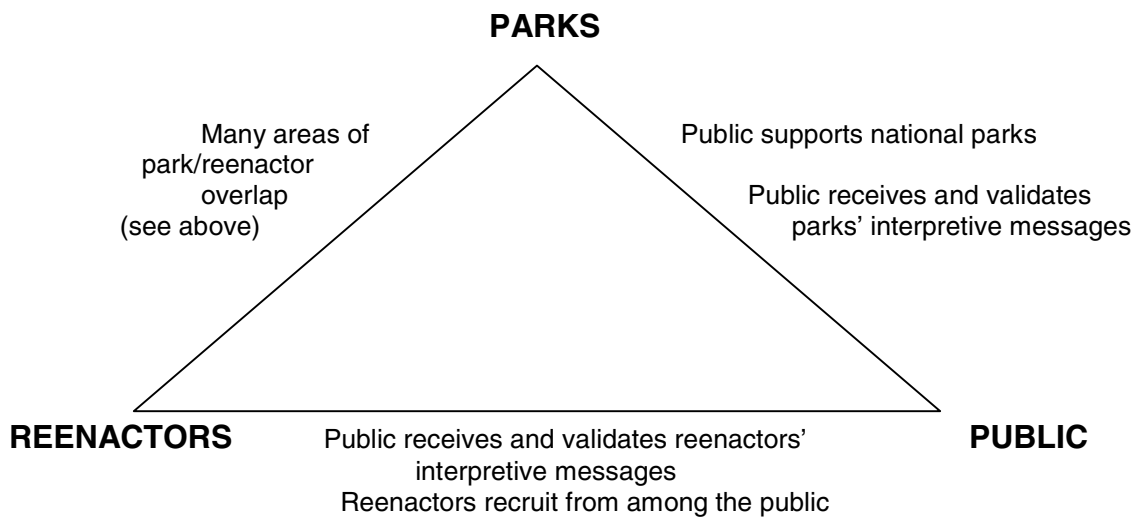 PARKS
Many areas of
park/reenactor
overlap
(see above)
Public supports national parks
Public receives and validates
parks’ interpretive messages
REENACTORS
Public receives and validates reenactors’
interpretive messages
Reenactors recruit from among the public
PUBLIC